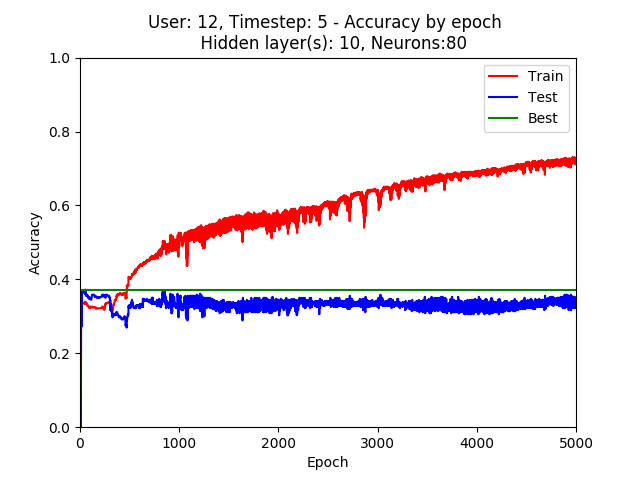 User: 12, Timestep: 5 - Accuracy by epoch
Hidden layer(s): 10, Neurons:80
1.0
0.8
0.6
0.4
0.2
0.0
Accuracy
Train
Test
Best
0
1000
2000
3000
4000
5000
Epoch